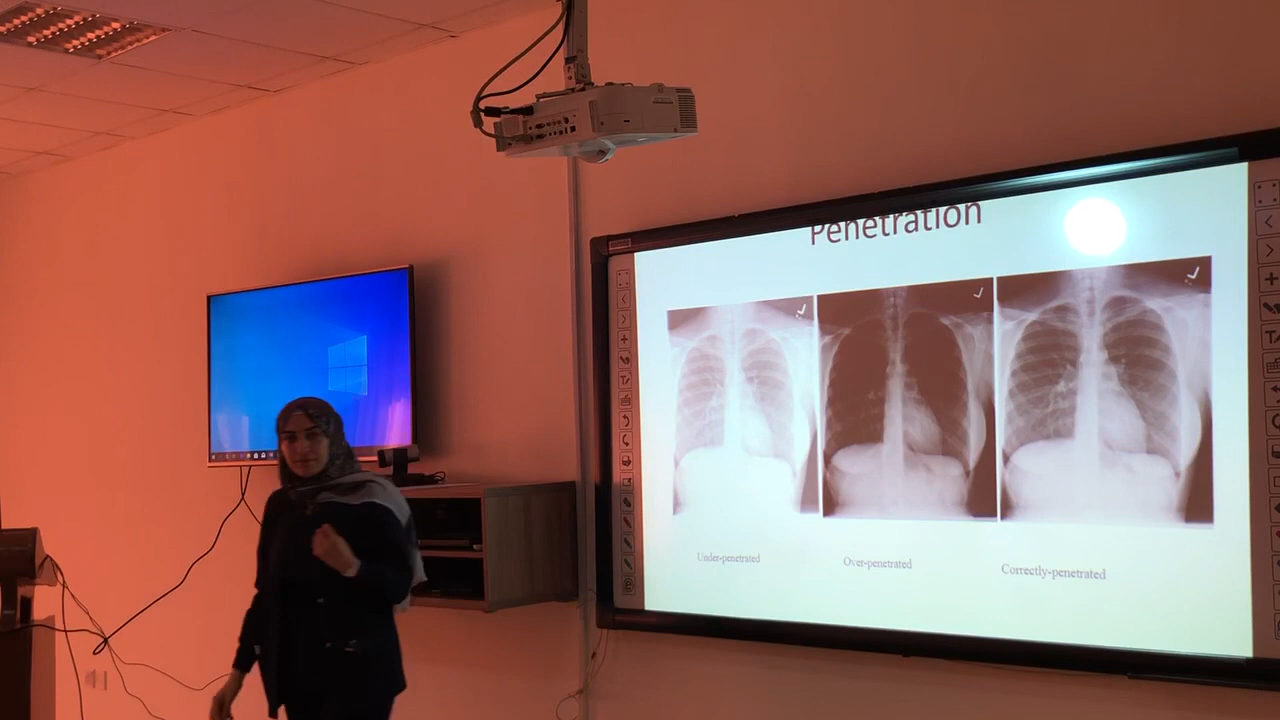 Penetration
Under-penetrated
Over-penetrated
Correctly-penetrated